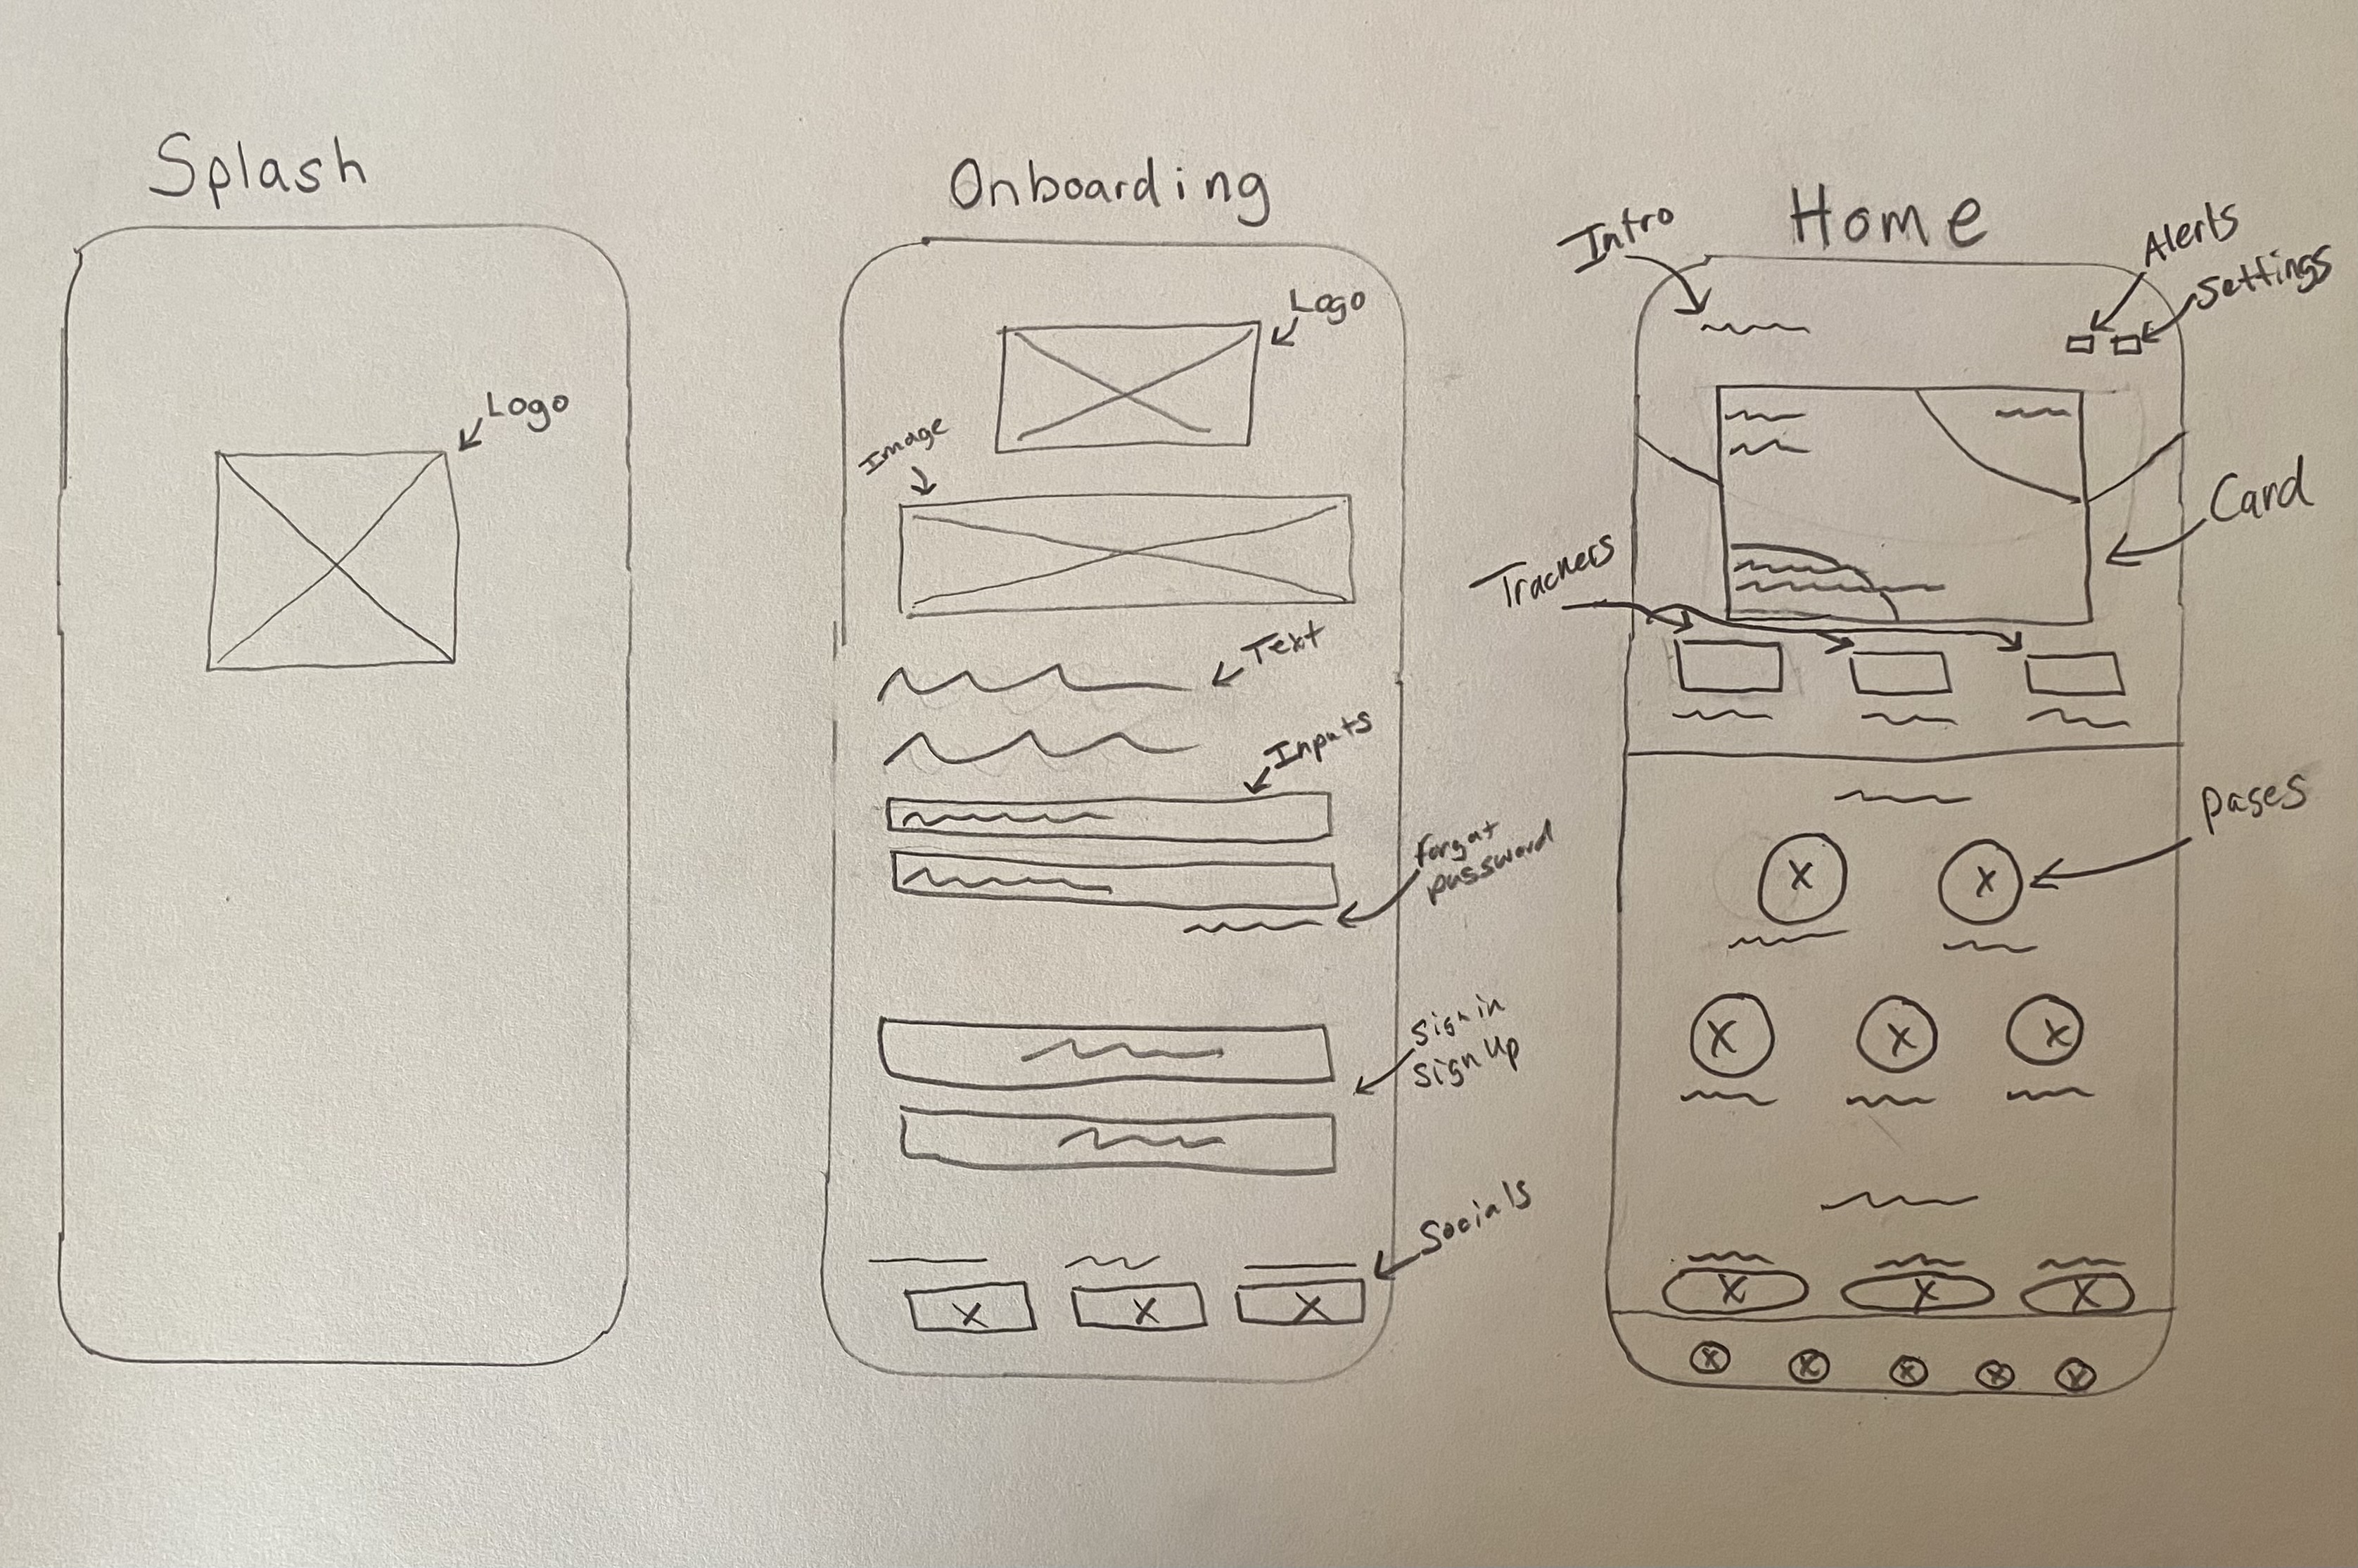 Splash
Logo
Onboarding
Logo
Image
Text
Inputs
forgot
password
Sign in
Sign Up
Socials
Home
Intro
Alerts
Settings
Card
Trackers
pages